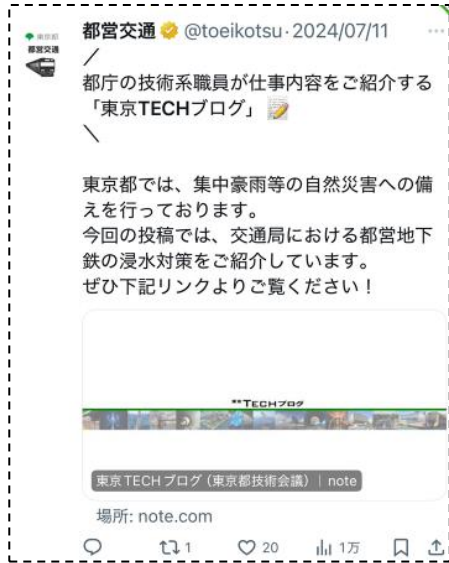 東京都
都営交通
都営交通 @toeikotsu·2024/07/11 …
／
都庁の技術系職員が仕事内容をご紹介する
「東京TECHブログ」📝
＼
東京都では、集中豪雨等の自然災害への備
えを行っております。
今回の投稿では、交通局における都営地下
鉄の浸水対策をご紹介しています。
ぜひ下記リンクよりご覧ください！
TECHブログ
東京TECHブログ（東京都技術会議）｜note
場所: note.com
1 20 1万